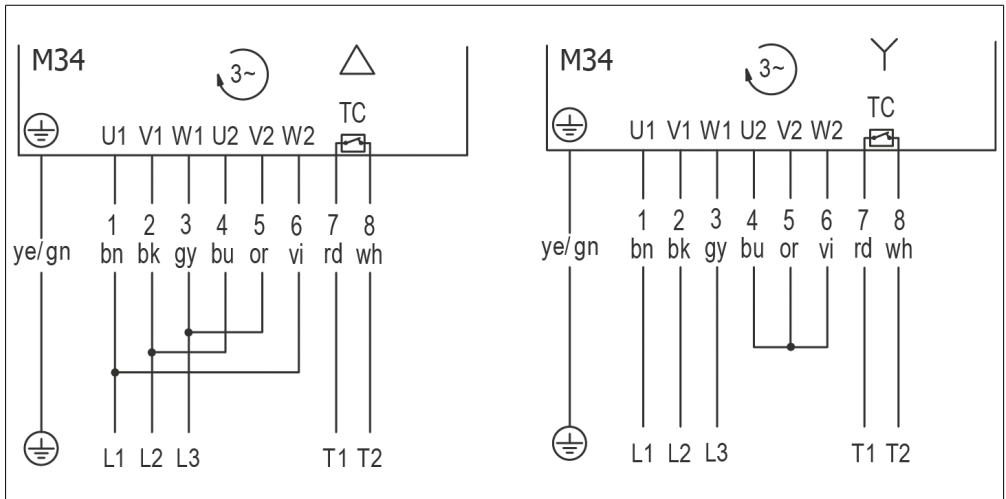 M34
3~
TC
U1 V1 W1 U2 V2 W2
1 2 3 4 5 6 7 8
ye/gn bn bk gy bu or vi rd wh
L1 L2 L3 T1 T2
M34
3~
TC
U1 V1 W1 U2 V2 W2
1 2 3 4 5 6 7 8
ye/gn bn bk gy bu or vi rd wh
L1 L2 L3 T1 T2